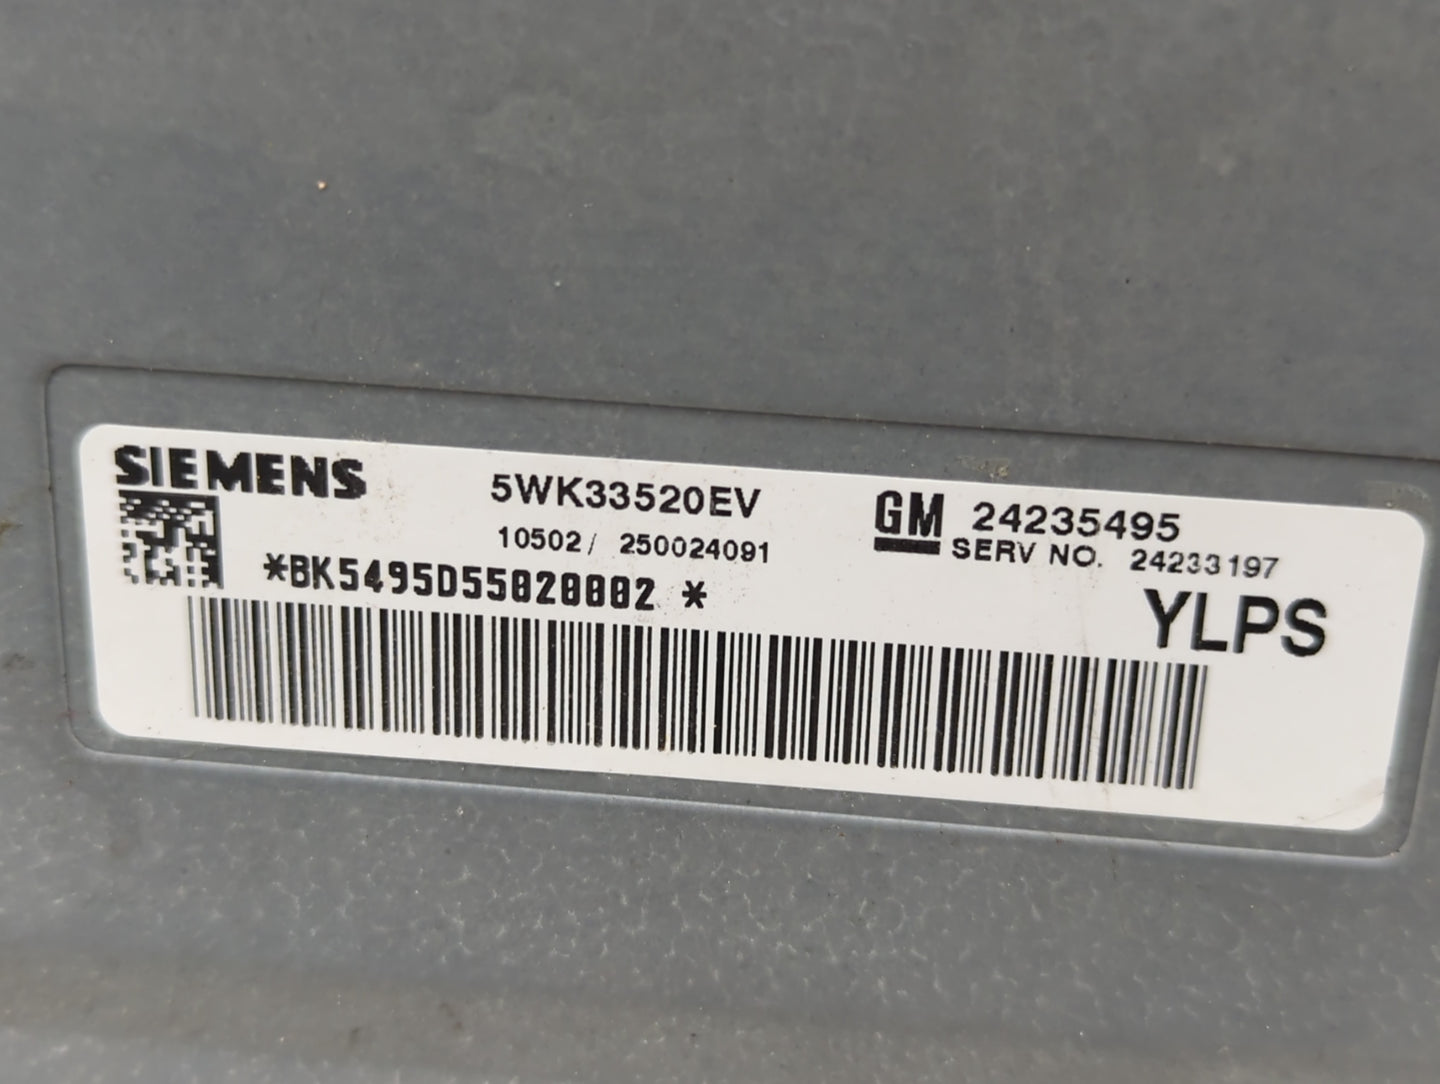 SIEMENS 5WK33520EV GM 24235495
10502/ 250024091 SERV NO. 24233197
*BK5495D55020002 * YLPS